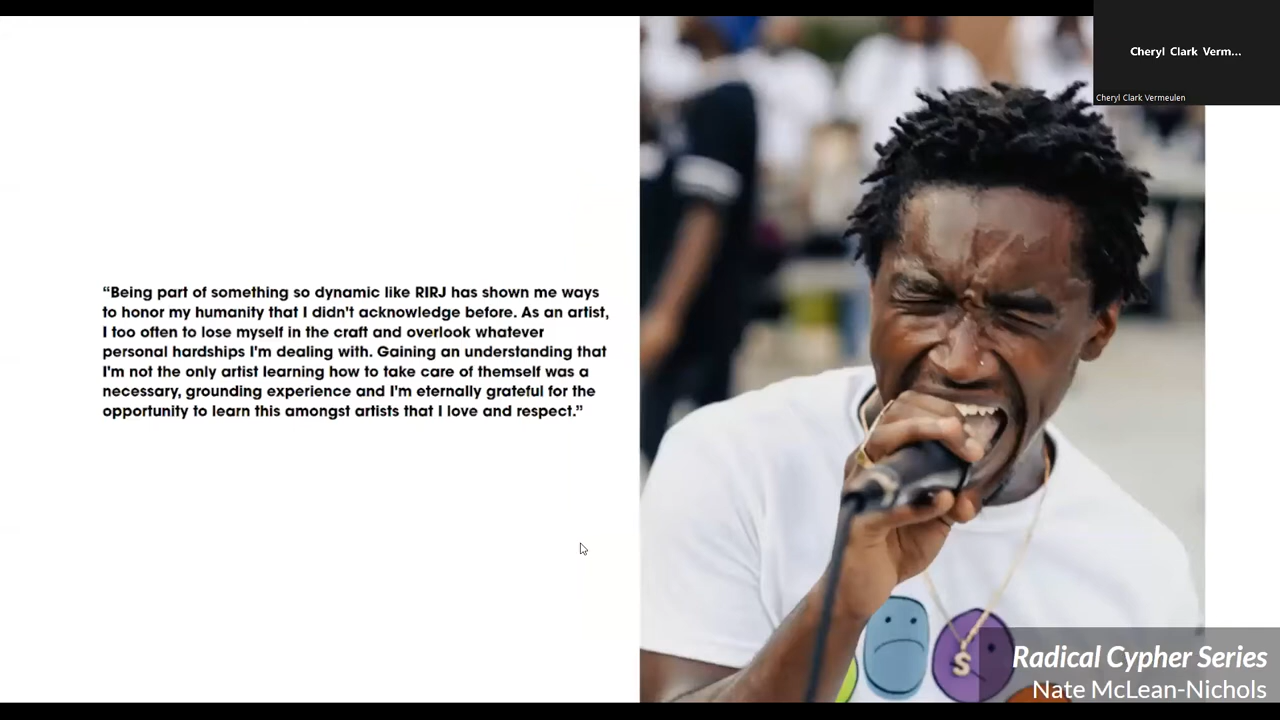 Cheryl Clark Verm...
Cheryl Clark Vermeulen
“Being part of something so dynamic like RIRJ has shown me ways
to honor my humanity that I didn't acknowledge before. As an artist,
I too often to lose myself in the craft and overlook whatever
personal hardships I'm dealing with. Gaining an understanding that
I'm not the only artist learning how to take care of themself was a
necessary, grounding experience and I'm eternally grateful for the
opportunity to learn this amongst artists that I love and respect.”
S
Radical Cypher Series
Nate McLean-Nichols